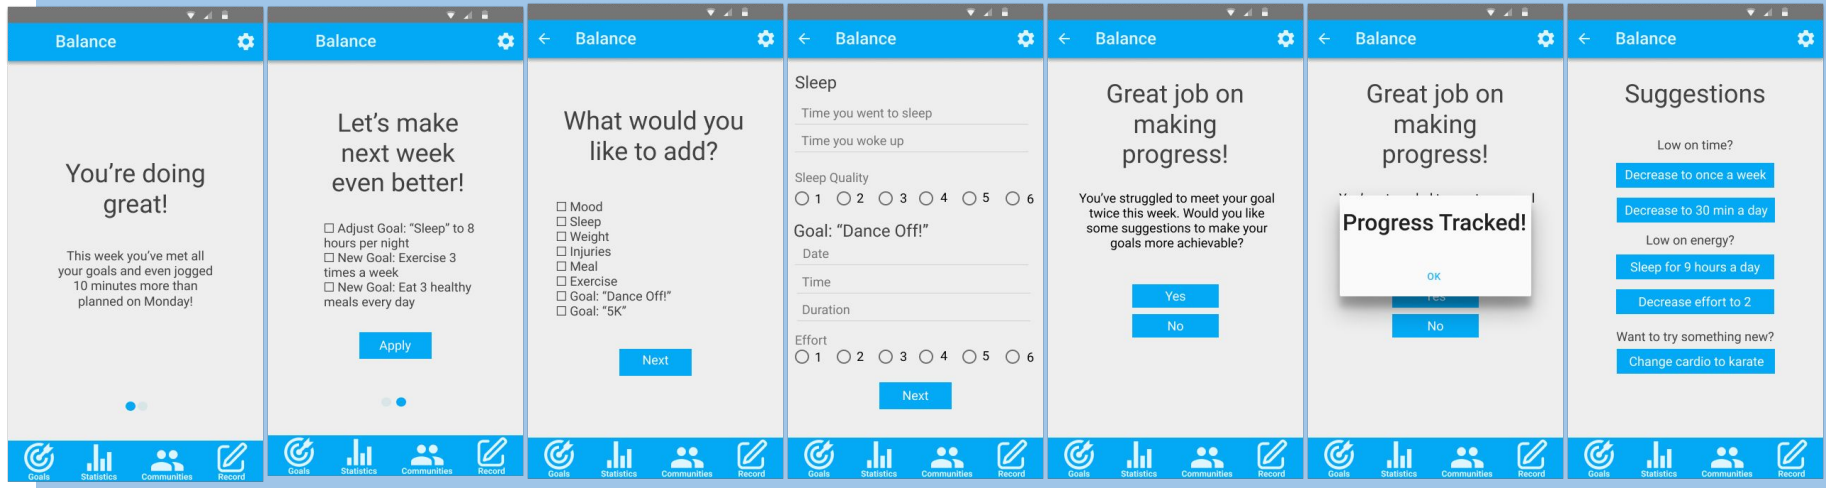 Balance
You're doing
great!
This week you've met all
your goals and even jogged
10 minutes more than
planned on Monday!
Goals
Statistics
Communities
Record
Balance
Let's make
next week
even better!
Adjust Goal: “Sleep” to 8
hours per night
New Goal: Exercise 3
times a week
New Goal: Eat 3 healthy
meals every day
Apply
Goals
Statistics
Communities
Record
Balance
What would you
like to add?
Mood
Sleep
Weight
Injuries
Meal
Exercise
Goal: “Dance Off!”
Goal: “5K”
Next
Goals
Statistics
Communities
Record
Balance
Sleep
Time you went to sleep
Time you woke up
Sleep Quality
1 2 3 4 5 6
Goal: “Dance Off!”
Date
Time
Duration
Effort
1 2 3 4 5 6
Next
Goals
Statistics
Communities
Record
Balance
Great job on
making
progress!
You've struggled to meet your goal
twice this week. Would you like
some suggestions to make your
goals more achievable?
Yes
No
Goals
Statistics
Communities
Record
Balance
Great job on
making
progress!
Progress Tracked!
OK
Yes
No
Goals
Statistics
Communities
Record
Balance
Suggestions
Low on time?
Decrease to once a week
Decrease to 30 min a day
Low on energy?
Sleep for 9 hours a day
Decrease effort to 2
Want to try something new?
Change cardio to karate
Goals
Statistics
Communities
Record